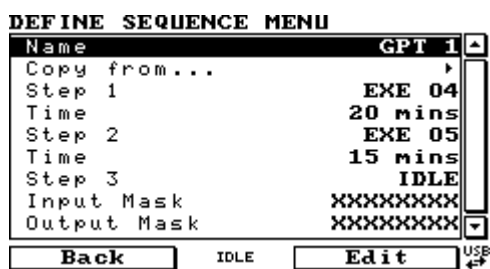 DEFINE SEQUENCE MENU
Name GPT 1
Copy from...
Step 1 EXE 04
Time 20 mins
Step 2 EXE 05
Time 15 mins
Step 3 IDLE
Input Mask XXXXXXXX
Output Mask XXXXXXXX
Back IDLE Edit USB